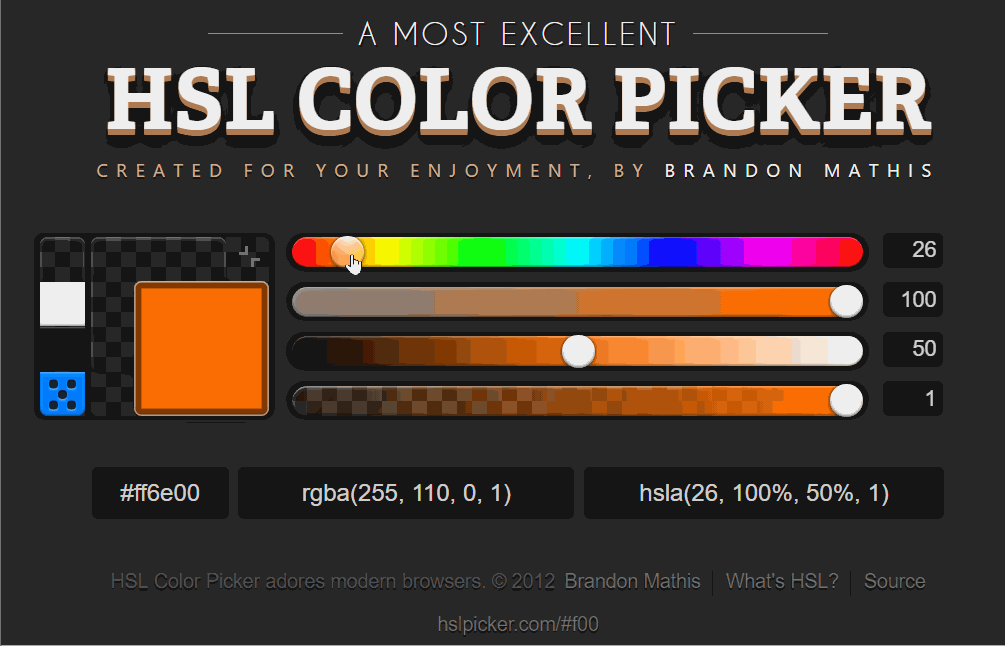 A MOST EXCELLENT
HSL COLOR PICKER
CREATED FOR YOUR ENJOYMENT, BY BRANDON MATHIS
26
100
50
1
#ff6e00 rgba(255, 110, 0, 1) hsla(26, 100%, 50%, 1)
HSL Color Picker adores modern browsers. © 2012 Brandon Mathis What's HSL? Source
hslpicker.com/#f00